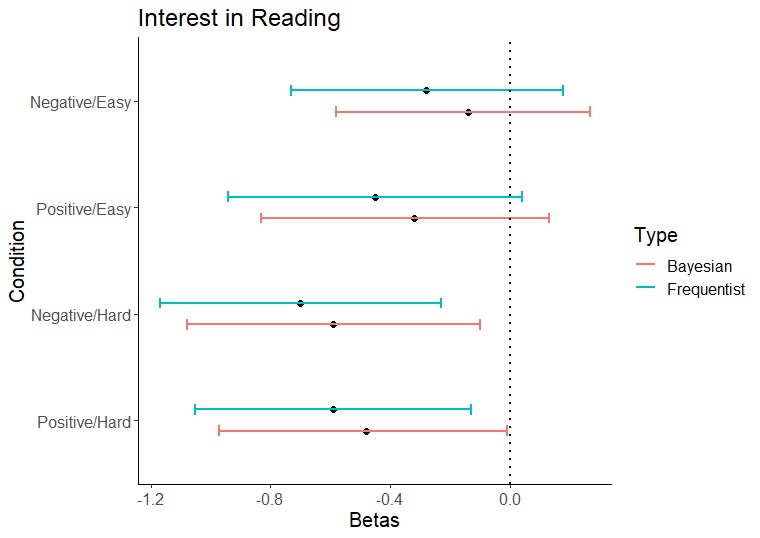 Interest in Reading
Negative/Easy
Positive/Easy
Negative/Hard
Positive/Hard
Condition
-1.2 -0.8 -0.4 0.0
Betas
Type
Bayesian
Frequentist